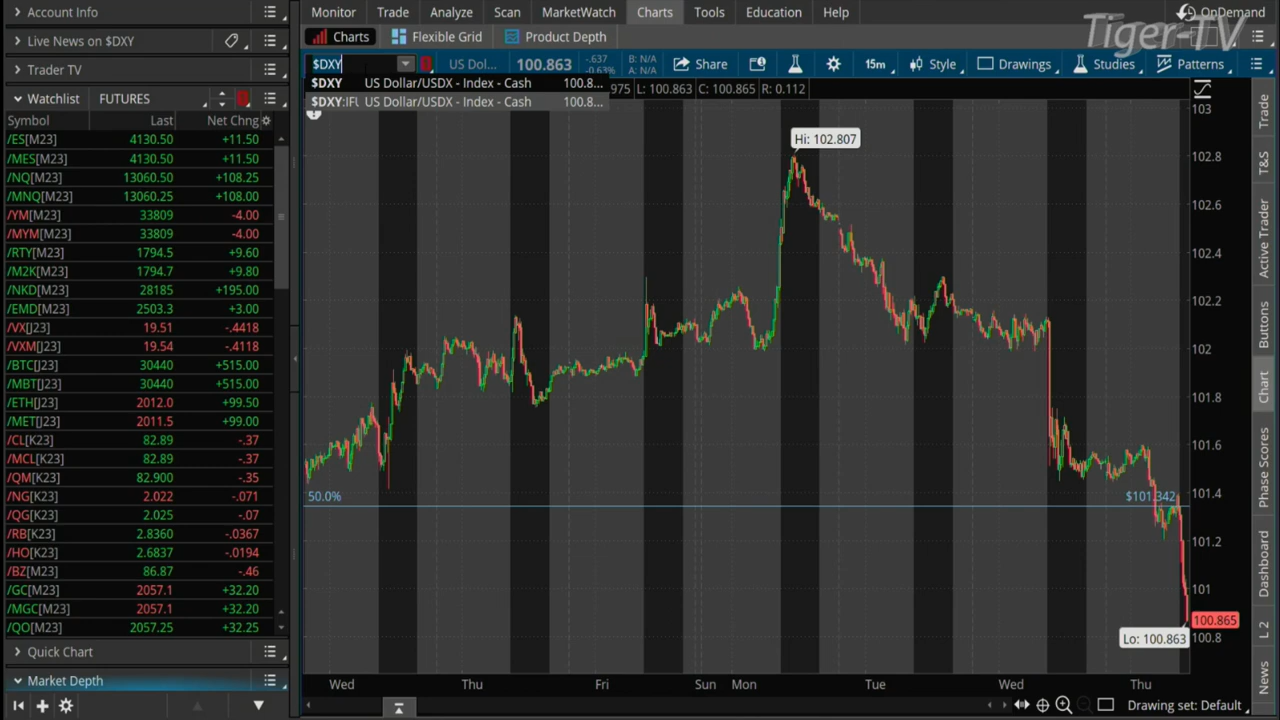 Account Info
Live News on $DXY
Trader TV
Watchlist FUTURES
Symbol Last Net Chng
/ES[M23] 4130.50 +11.50
/MES[M23] 4130.50 +11.50
/NQ[M23] 13060.50 +108.25
/MNQ[M23] 13060.25 +108.00
/YM[M23] 33809 -4.00
/MYM[M23] 33809 -4.00
/RTY[M23] 1794.5 +9.60
/M2K[M23] 1794.7 +9.80
/NKD[M23] 28185 +195.00
/EMD[M23] 2503.3 +3.00
/VX[J23] 19.51 -.4418
/VXM[J23] 19.54 -.4118
/BTC[J23] 30440 +515.00
/MBT[J23] 30440 +515.00
/ETH[J23] 2012.0 +99.50
/MET[J23] 2011.5 +99.00
/CL[K23] 82.89 -.37
/MCL[K23] 82.89 -.37
/QM[K23] 82.900 -.35
/NG[K23] 2.022 -.071
/QG[K23] 2.025 -.07
/RB[K23] 2.8360 -.0367
/HO[K23] 2.6837 -.0194
/BZ[M23] 86.87 -.46
/GC[M23] 2057.1 +32.20
/MGC[M23] 2057.1 +32.20
/QO[M23] 2057.25 +32.25
Quick Chart
Market Depth
Monitor Trade Analyze Scan MarketWatch Charts Tools Education Help
OnDemand
Tiger-TV
Charts Flexible Grid Product Depth
$DXY US Dol... 100.863 -.637 -0.63% B: N/A A: N/A Share 15m Style Drawings Studies Patterns
$DXY US Dollar/USDX - Index - Cash 100.8...
$DXY:IFU US Dollar/USDX - Index - Cash 100.8...
975 L: 100.863 C: 100.865 R: 0.112
Hi: 102.807
50.0% $101.342
Lo: 100.863
103
102.8
102.6
102.4
102.2
102
101.8
101.6
101.4
101.2
101
100.865
100.8
Wed Thu Fri Sun Mon Tue Wed Thu
Drawing set: Default
Trade
T&S
Active Trader
Buttons
Chart
Phase Scores
Dashboard
L 2
News